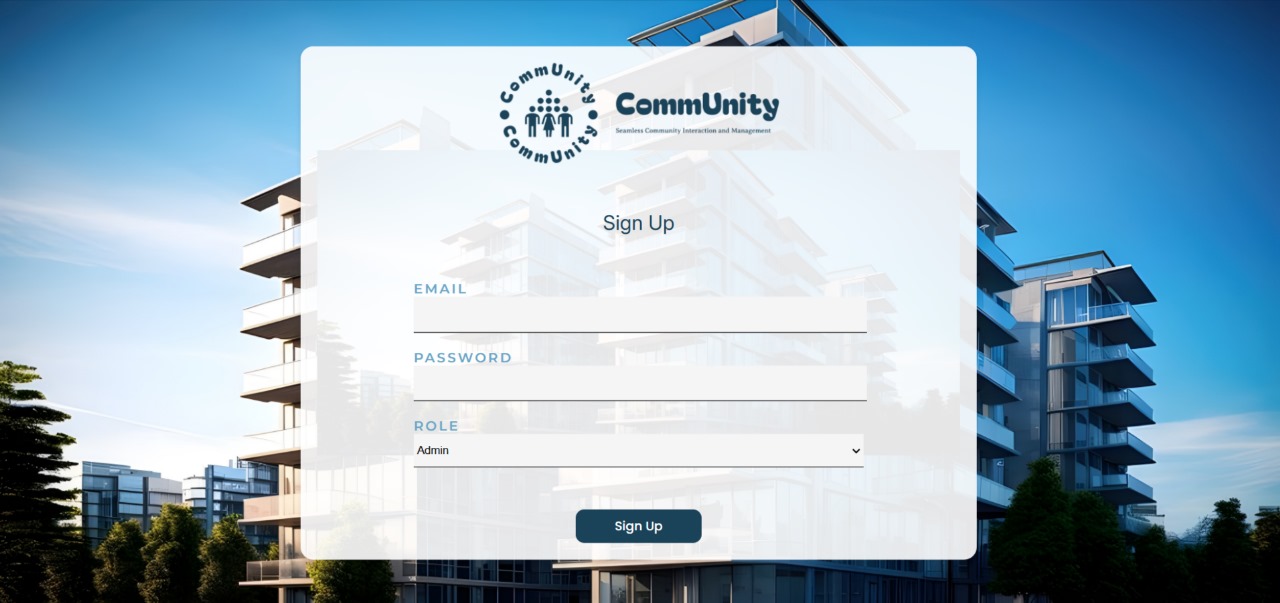 CommUnity
CommUnity
CommUnity
Seamless Community Interaction and Management
Sign Up
EMAIL
PASSWORD
ROLE
Admin
Sign Up